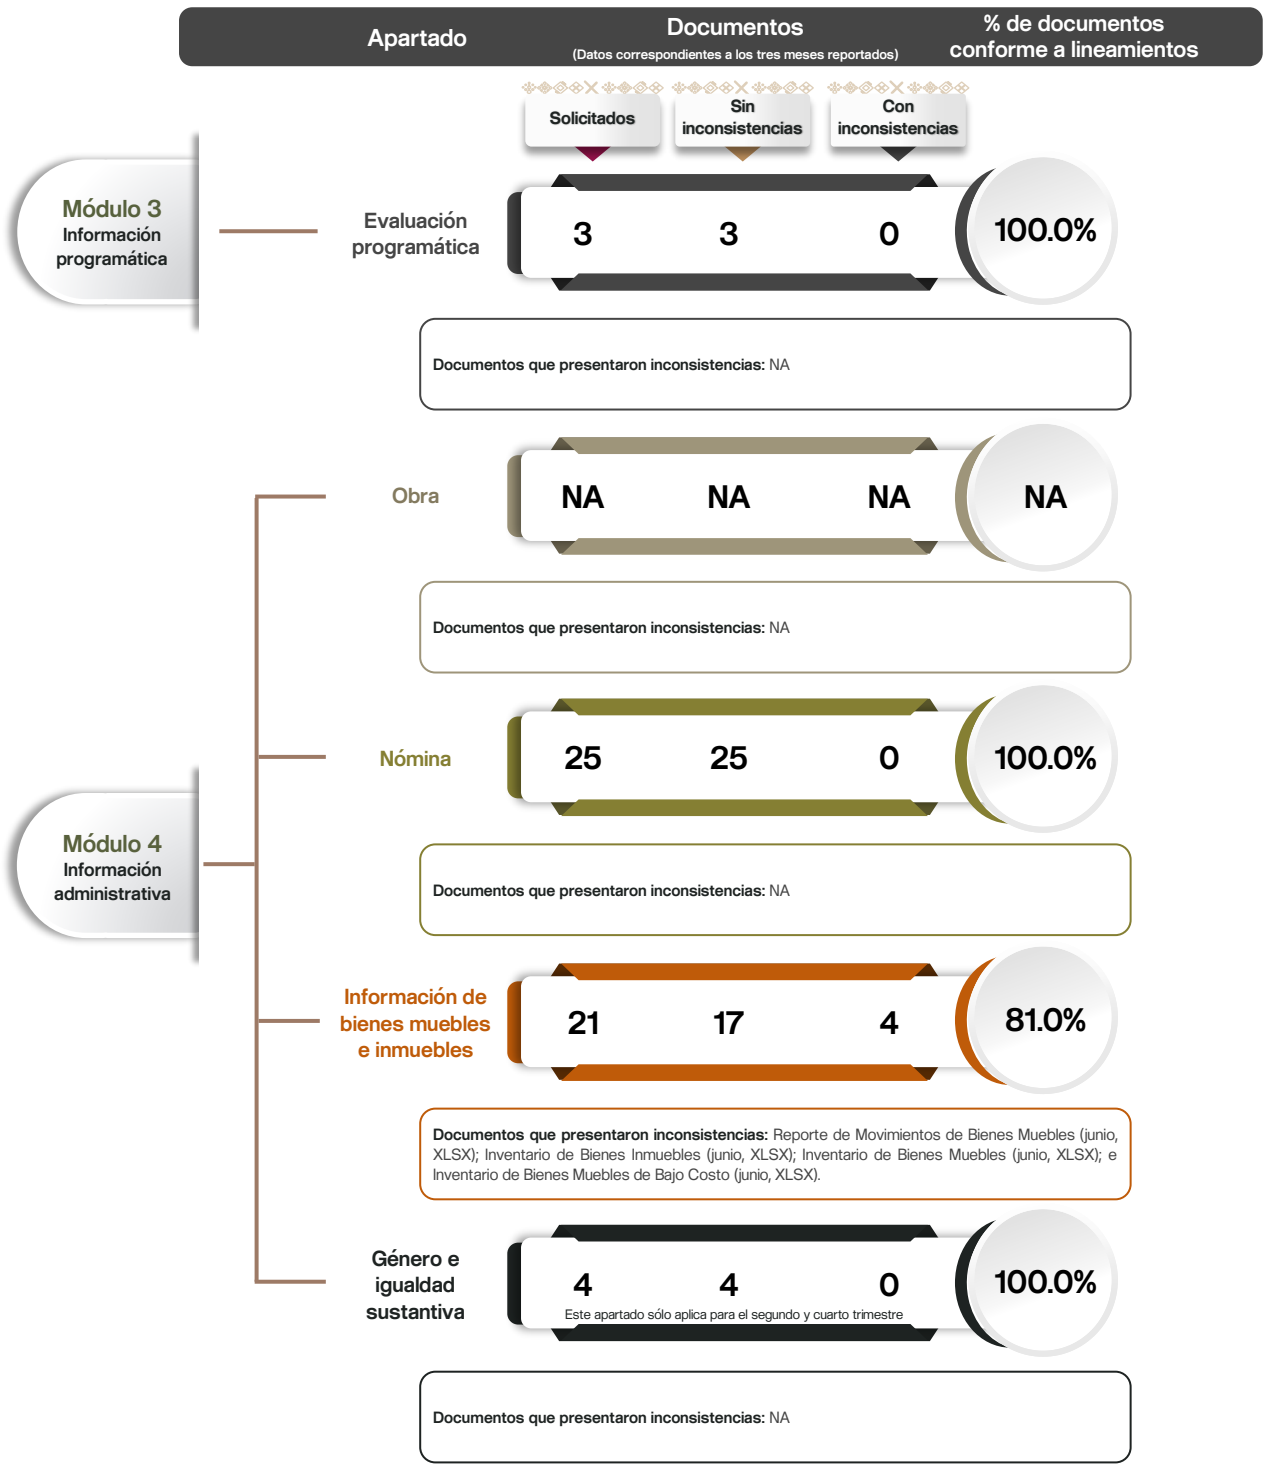 Apartado
Documentos
(Datos correspondientes a los tres meses reportados)
% de documentos
conforme a lineamientos
Solicitados
Sin
inconsistencias
Con
inconsistencias
Módulo 3
Información
programática
Evaluación
programática
3 3 0 100.0%
Documentos que presentaron inconsistencias: NA
Obra
NA NA NA NA
Documentos que presentaron inconsistencias: NA
Nómina
25 25 0 100.0%
Documentos que presentaron inconsistencias: NA
Módulo 4
Información
administrativa
Información de
bienes muebles
e inmuebles
21 17 4 81.0%
Documentos que presentaron inconsistencias: Reporte de Movimientos de Bienes Muebles (junio,
XLSX); Inventario de Bienes Inmuebles (junio, XLSX); Inventario de Bienes Muebles (junio, XLSX); e
Inventario de Bienes Muebles de Bajo Costo (junio, XLSX).
Género e
igualdad
sustantiva
4 4 0 100.0%
Este apartado sólo aplica para el segundo y cuarto trimestre
Documentos que presentaron inconsistencias: NA